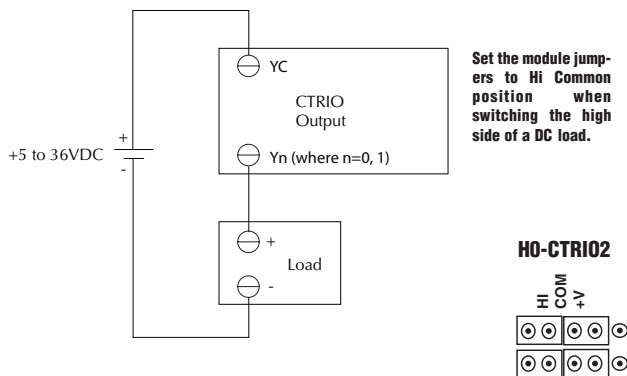 YC
CTRIO
Output
+
+5 to 36VDC
-
Yn (where n=0, 1)
+
Load
-
Set the module jump-
ers to Hi Common
position when
switching the high
side of a DC load.
H0-CTRIO2
HI
COM
+V